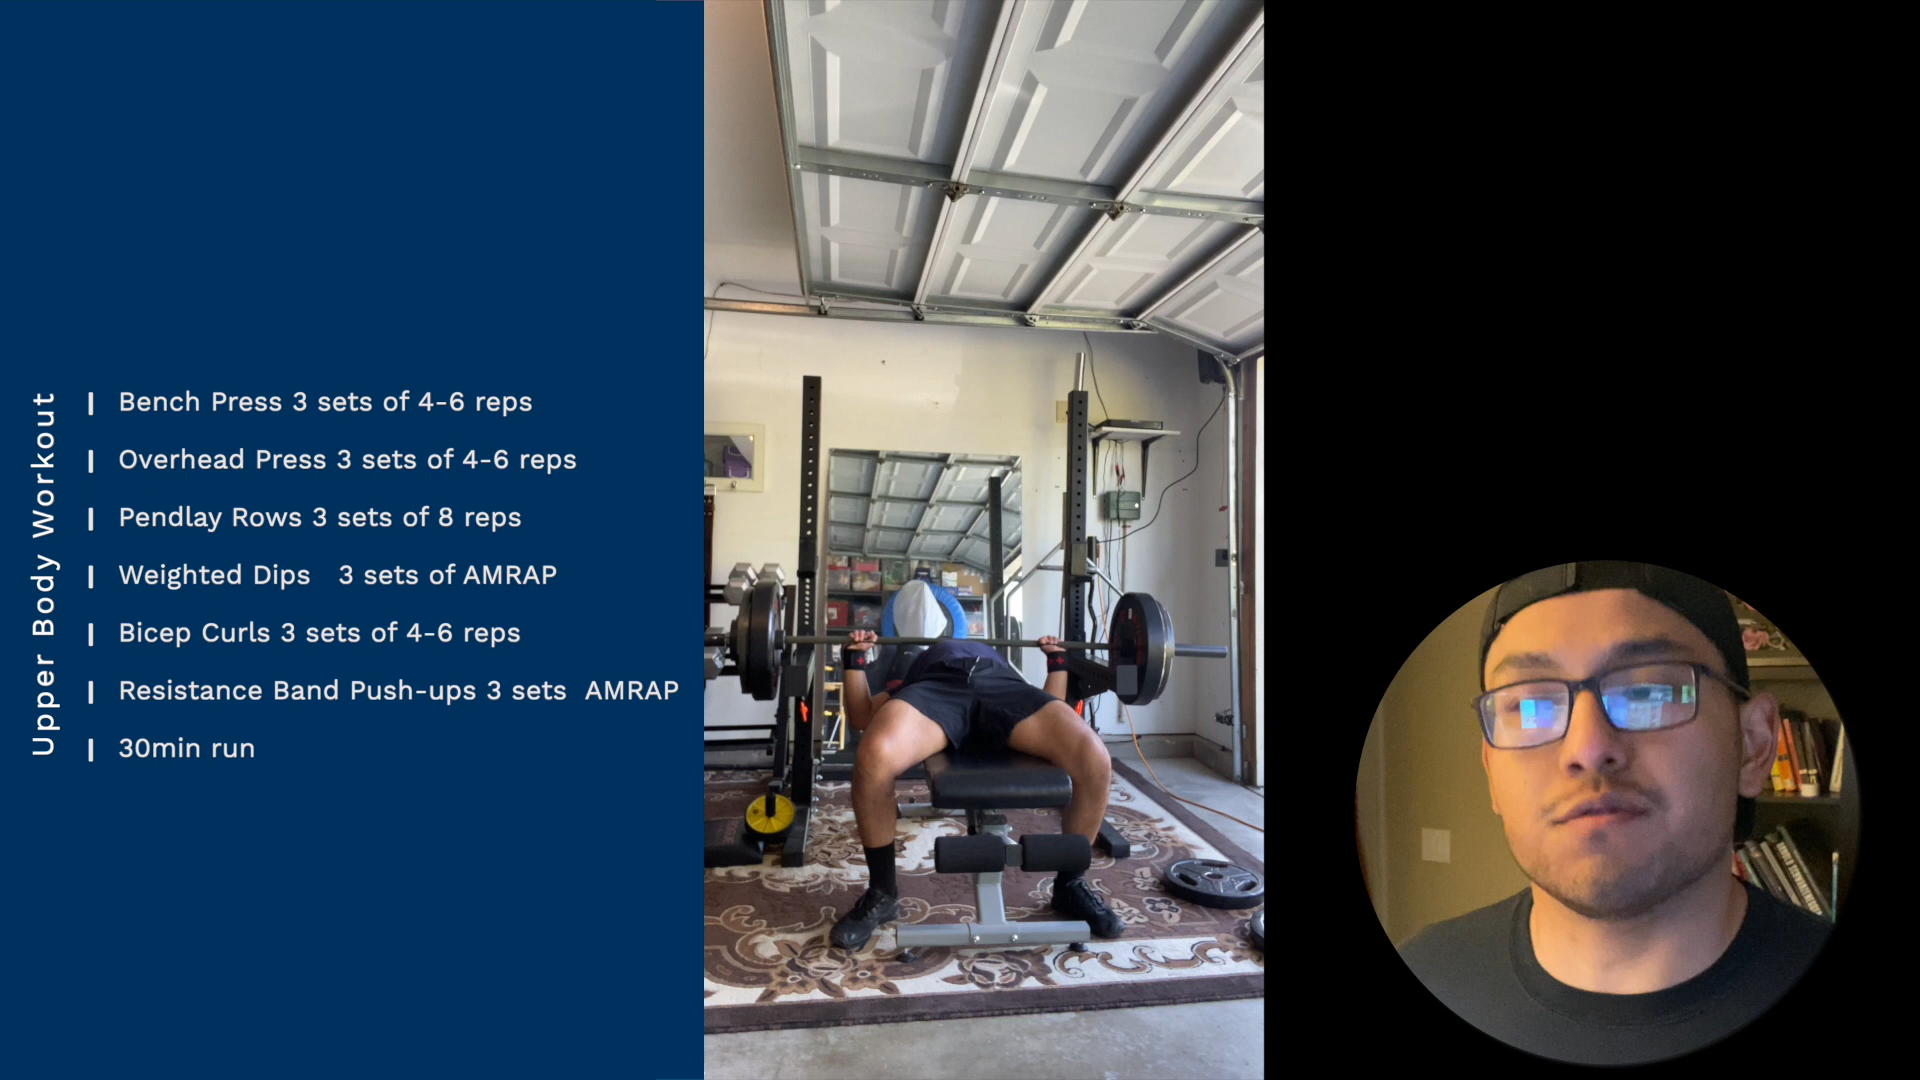 Upper Body Workout
Bench Press 3 sets of 4-6 reps
Overhead Press 3 sets of 4-6 reps
Pendlay Rows 3 sets of 8 reps
Weighted Dips 3 sets of AMRAP
Bicep Curls 3 sets of 4-6 reps
Resistance Band Push-ups 3 sets AMRAP
30min run